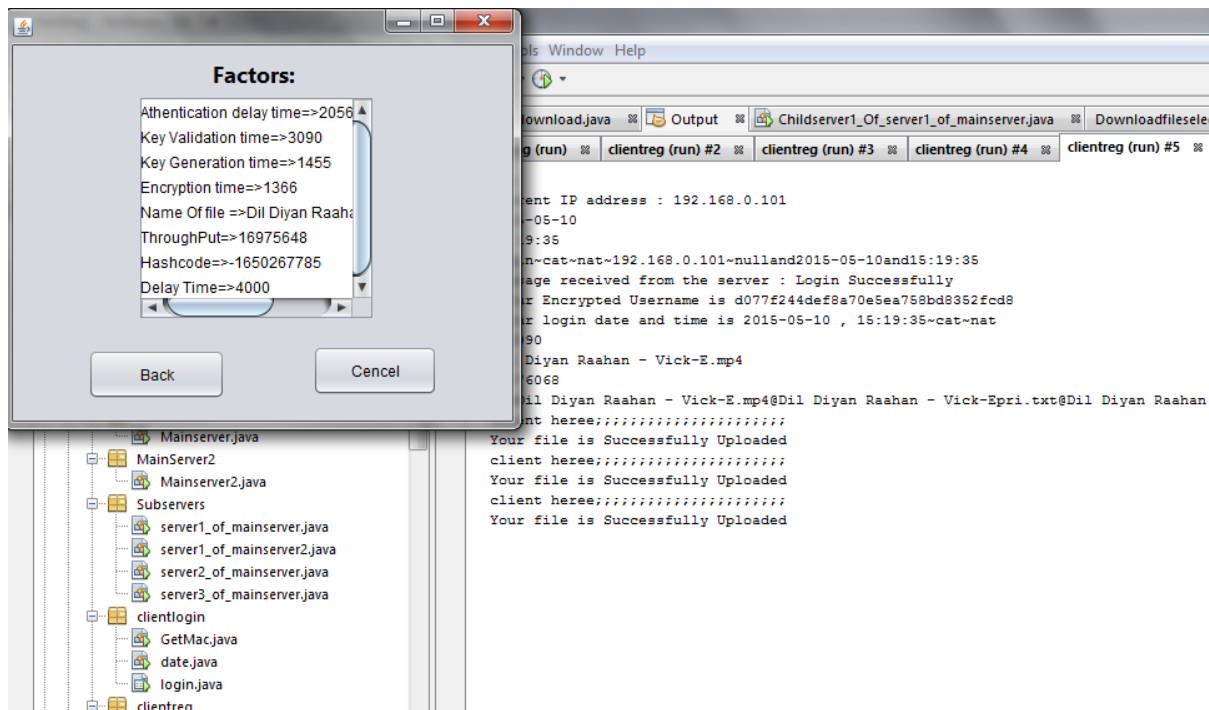 Factors:
Athentication delay time=>2056
Key Validation time=>3090
Key Generation time=>1455
Encryption time=>1366
Name Of file =>Dil Diyan Raaha
ThroughPut=>16975648
Hashcode=>-1650267785
Delay Time=>4000
Back
Cencel
ols Window Help
ownload.java Output Childserver1_Of_server1_of_mainserver.java Downloadfilesele
g (run) clientreg (run) #2 clientreg (run) #3 clientreg (run) #4 clientreg (run) #5
ent IP address : 192.168.0.101
-05-10
9:35
n~cat~nat~192.168.0.101~nulland2015-05-10and15:19:35
age received from the server : Login Successfully
r Encrypted Username is d077f244def8a70e5ea758bd8352fcd8
r login date and time is 2015-05-10 , 15:19:35~cat~nat
90
Diyan Raahan - Vick-E.mp4
6068
il Diyan Raahan - Vick-E.mp4@Dil Diyan Raahan - Vick-Epri.txt@Dil Diyan Raahan
nt heree;;;;;;;;;;;;;;;;;;;;;;
Your file is Successfully Uploaded
client heree;;;;;;;;;;;;;;;;;;;;;;
Your file is Successfully Uploaded
client heree;;;;;;;;;;;;;;;;;;;;;;
Your file is Successfully Uploaded
Mainserver.java
MainServer2
Mainserver2.java
Subservers
server1_of_mainserver.java
server1_of_mainserver2.java
server2_of_mainserver.java
server3_of_mainserver.java
clientlogin
GetMac.java
date.java
login.java
clientreg